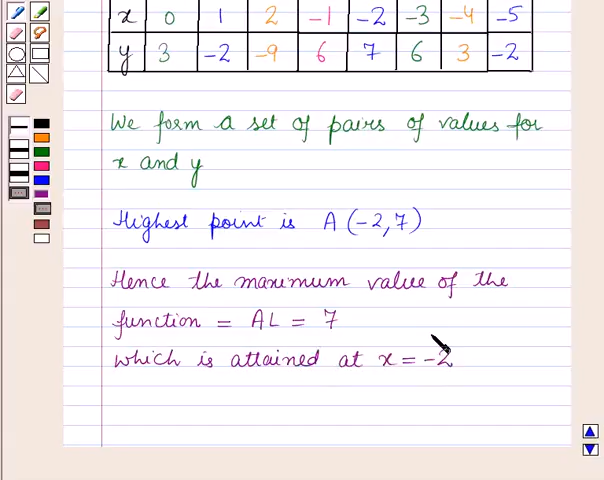 x 0 1 2 -1 -2 -3 -4 -5
y 3 -2 -9 6 7 6 3 -2
We form a set of pairs of values for
x and y
Highest point is A (-2,7)
Hence the maximum value of the
function = AL = 7
which is attained at x = -2